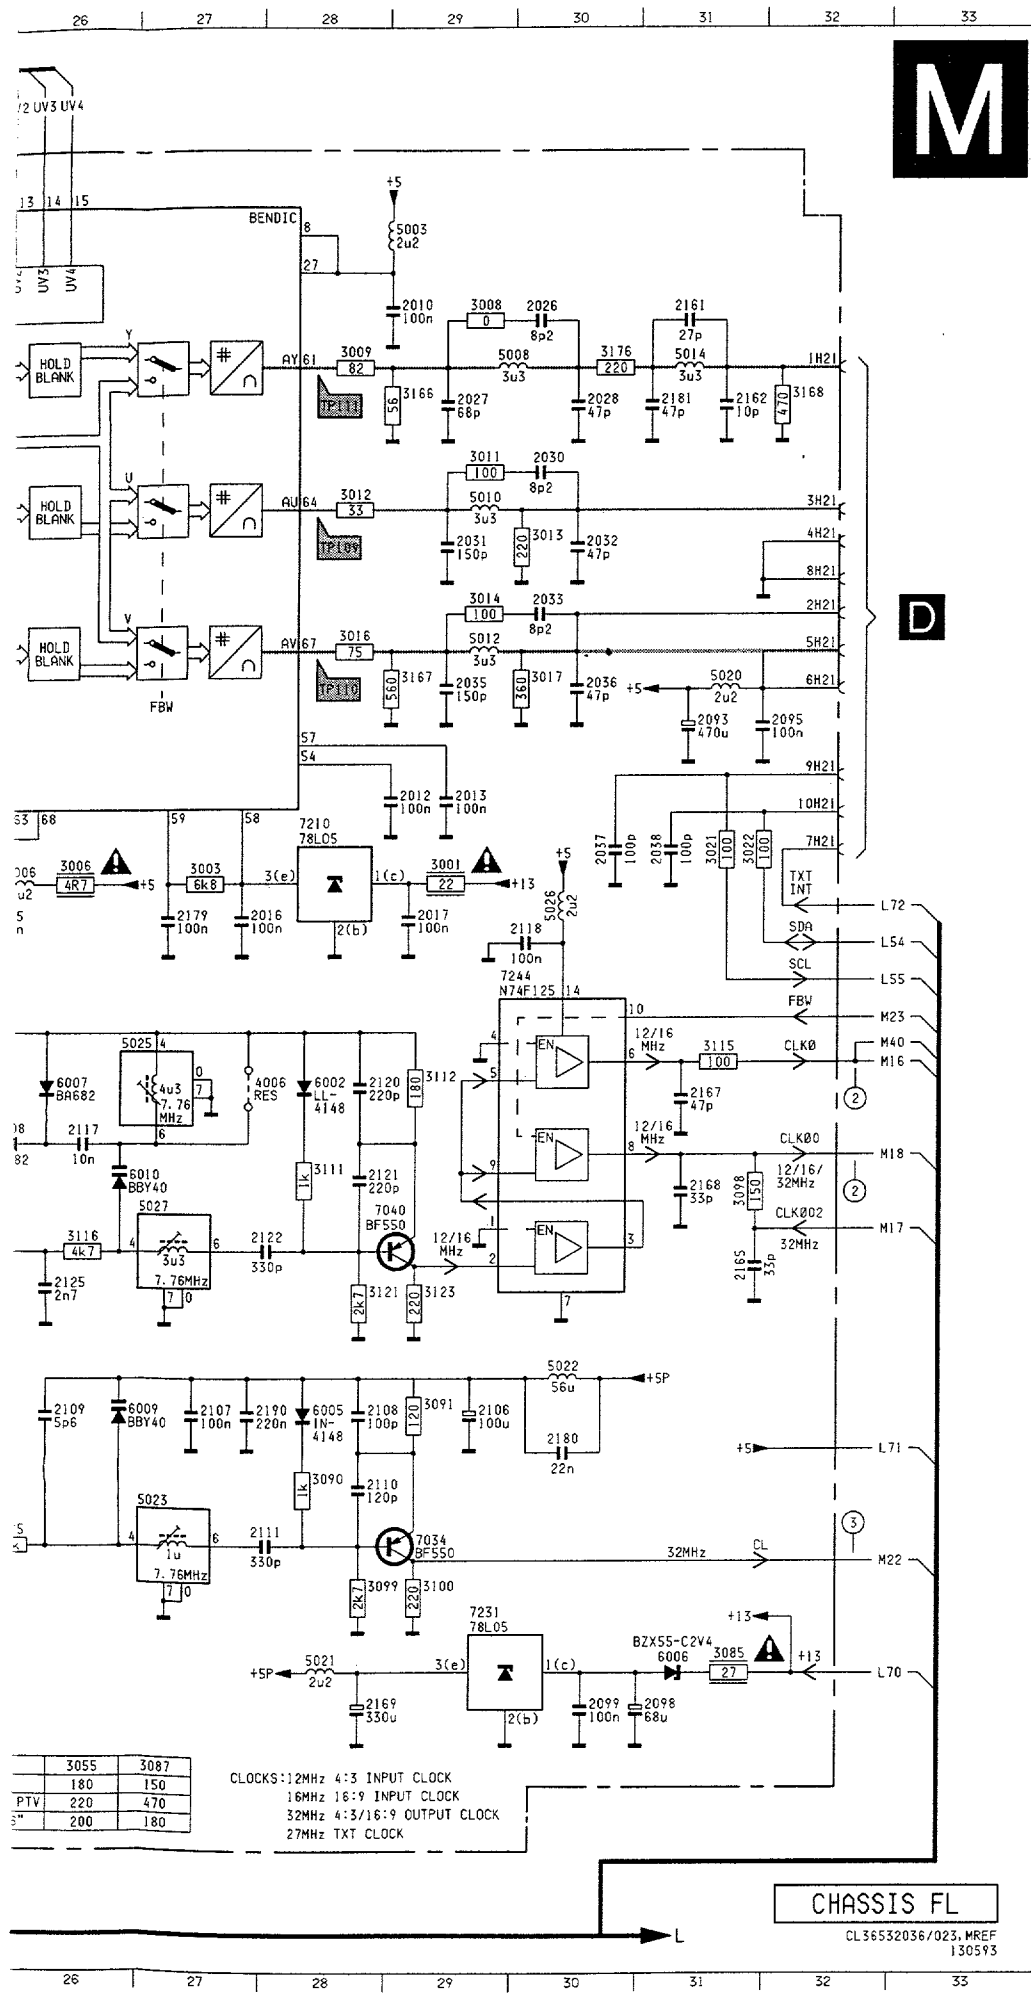 26 27 28 29 30 31 32 33
M
UV3 UV4
13 14 15
BENDIC
8
27
+5
5003
2u2
UV3
UV4
2010
100n
3008
0
2026
8p2
2161
27p
HOLD
BLANK
Y
#
AY 61
3009
82
5008
3u3
3176
220
5014
3u3
1H21
TP111
3166
56
2027
68p
2028
47p
2181
47p
2162
10p
3168
470
3011
100
2030
8p2
HOLD
BLANK
U
#
AU 64
3012
33
5010
3u3
3H21
TP109
2031
150p
3013
220
2032
47p
4H21
8H21
3014
100
2033
8p2
2H21
D
HOLD
BLANK
V
#
AV 67
3016
75
5012
3u3
5H21
FBW
TP110
3167
560
2035
150p
3017
360
2036
47p
+5
5020
2u2
6H21
2093
470u
2095
100n
57
54
9H21
2012
100n
2013
100n
10H21
63 68
59
58
7210
78L05
2037
100p
2038
100p
3021
100
3022
100
7H21
3006
4R7
+5
3003
6k8
3(e)
1(c)
3001
22
+13
+5
5026
2u2
TXT
INT
L72
2179
100n
2016
100n
2(b)
2017
100n
2118
100n
SDA
L54
7244
N74F125
14
SCL
L55
10
FBW
M23
5025
4
4
EN
6
12/16
MHz
3115
100
CLK0
M40
M16
6007
BA682
4u3
7.76
MHz
0
7
6
4006
RES
6002
LL-
4148
2120
220p
3112
180
5
2167
47p
2
2117
10n
12/16
MHz
EN
8
CLK00
M18
6010
BBY40
3111
1k
2121
220p
9
2168
33p
3098
150
12/16/
32MHz
2
5027
7040
BF550
12/16
MHz
1
EN
3
CLK002
M17
3116
4k7
4
3u3
6
2122
330p
2
2165
33p
32MHz
2125
2n7
7.76MHz
7 0
3121
2k7
3123
220
7
5022
56u
+5P
2109
5p6
6009
BBY40
2107
100n
2190
220n
6005
IN-
4148
2108
100p
3091
120
2106
100u
2180
22n
+5
L71
3090
1k
2110
120p
5023
4
1u
6
2111
330p
7034
BF550
3
32MHz
CL
M22
7.76MHz
7 0
3099
2k7
3100
220
7231
78L05
+13
BZX55-C2V4
6006
3085
27
+13
L70
+5P
5021
2u2
3(e)
1(c)
2169
330u
2(b)
2099
100n
2098
68u
3055 3087
180 150
PTV 220 470
200 180
CLOCKS:12MHz 4:3 INPUT CLOCK
16MHz 16:9 INPUT CLOCK
32MHz 4:3/16:9 OUTPUT CLOCK
27MHz TXT CLOCK
CHASSIS FL
L
CL36532036/023.MREF
130593
26 27 28 29 30 31 32 33